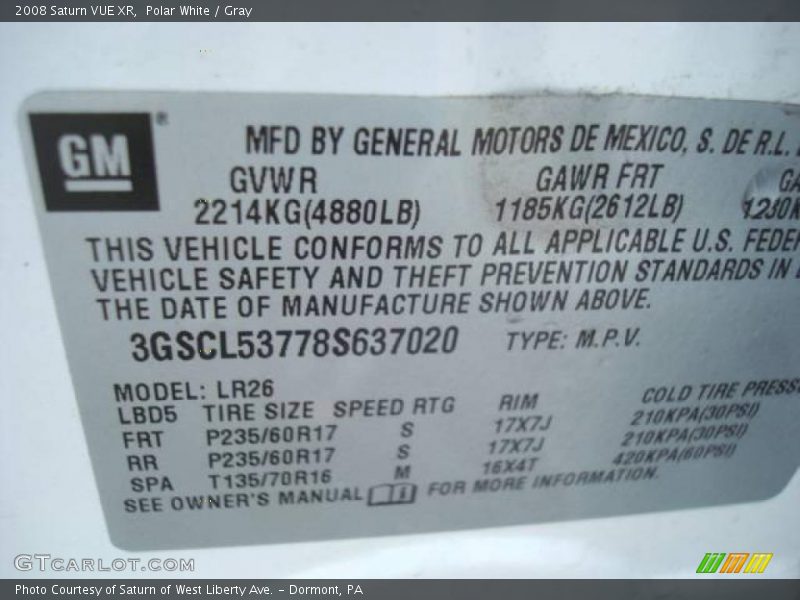 2008 Saturn VUE XR, Polar White / Gray
GM ®
MFD BY GENERAL MOTORS DE MEXICO, S. DE R.L.
GVWR GAWR FRT GA
2214KG(4880LB) 1185KG(2612LB)
THIS VEHICLE CONFORMS TO ALL APPLICABLE U.S. FEDER
VEHICLE SAFETY AND THEFT PREVENTION STANDARDS IN
THE DATE OF MANUFACTURE SHOWN ABOVE.
3GSCL53778S637020 TYPE: M.P.V.
MODEL: LR26
LBD5 TIRE SIZE SPEED RTG RIM COLD TIRE PRESS
FRT P235/60R17 S 17X7J 210KPA(30PSI)
RR P235/60R17 S 17X7J 210KPA(30PSI)
SPA T135/70R16 M 16X4T 420KPA(60PSI)
SEE OWNER'S MANUAL FOR MORE INFORMATION.
GTCARLOT.COM
Photo Courtesy of Saturn of West Liberty Ave. - Dormont, PA